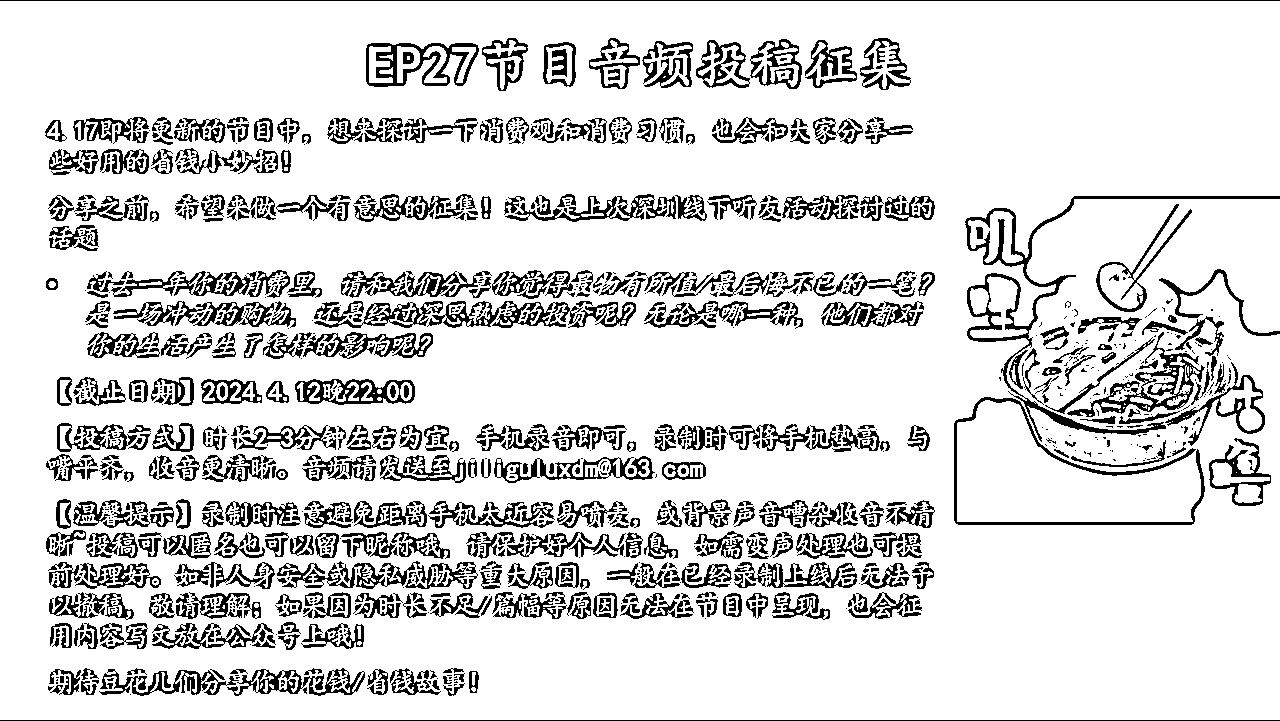 EP27节目音频投稿征集
4.17即将更新的节目中，想来探讨一下消费观和消费习惯，也会和大家分享一
些好用的省钱小妙招！
分享之前，希望来做一个有意思的征集！这也是上次深圳线下听友活动探讨过的
话题
过去一年你的消费里，请和我们分享你觉得最物有所值/最后悔不已的一笔？
是一场冲动的购物，还是经过深思熟虑的投资呢？无论是哪一种，他们都对
你的生活产生了怎样的影响呢？
【截止日期】2024.4.12晚22:00
【投稿方式】时长2-3分钟左右为宜，手机录音即可，录制时可将手机垫高，与
嘴平齐，收音更清晰。音频请发送至jiliguluxdm@163.com
【温馨提示】录制时注意避免距离手机太近容易喷麦，或背景声音嘈杂收音不清
晰~投稿可以匿名也可以留下昵称哦，请保护好个人信息，如需变声处理也可提
前处理好。如非人身安全或隐私威胁等重大原因，一般在已经录制上线后无法予
以撤稿，敬请理解；如果因为时长不足/篇幅等原因无法在节目中呈现，也会征
用内容写文放在公众号上哦！
期待豆花儿们分享你的花钱/省钱故事！
叽
里
咕
噜